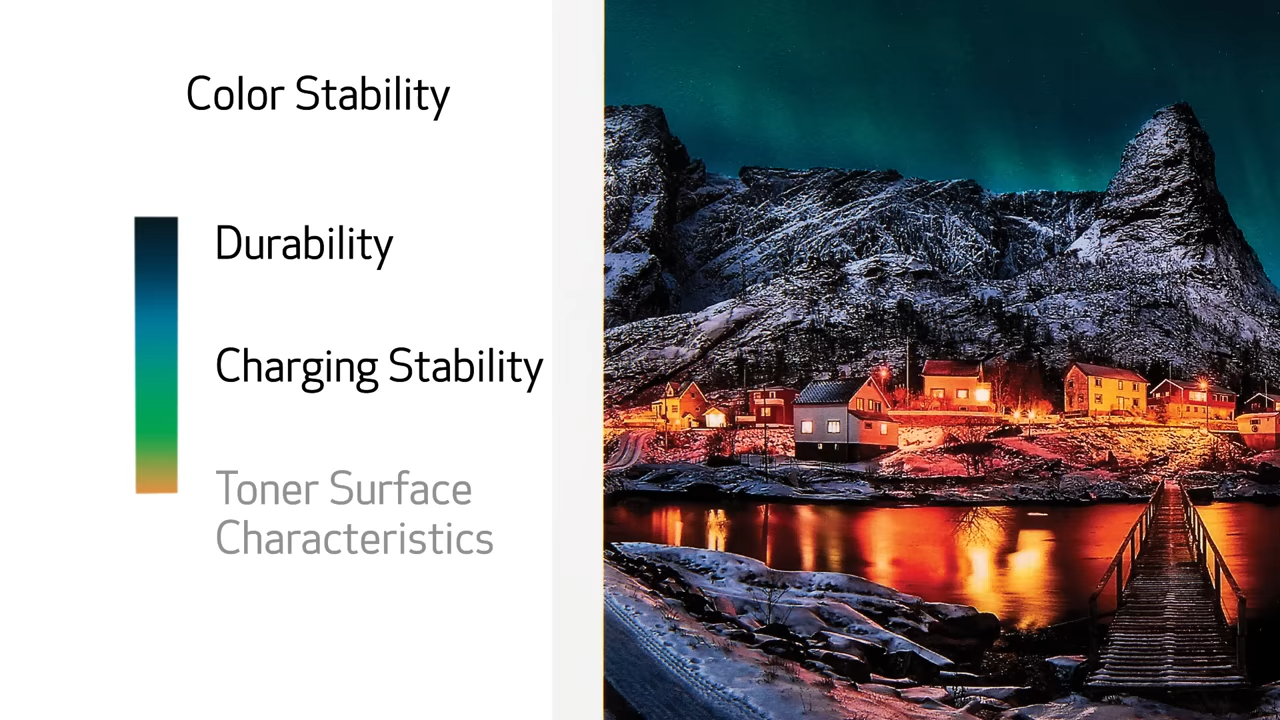 Color Stability
Durability
Charging Stability
Toner Surface
Characteristics